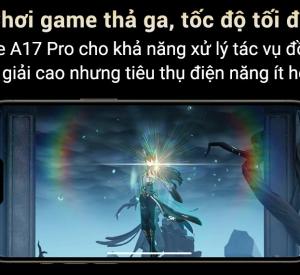 hơi game thả ga, tốc độ tối đ
e A17 Pro cho khả năng xử lý tác vụ đồ
giải cao nhưng tiêu thụ điện năng ít h